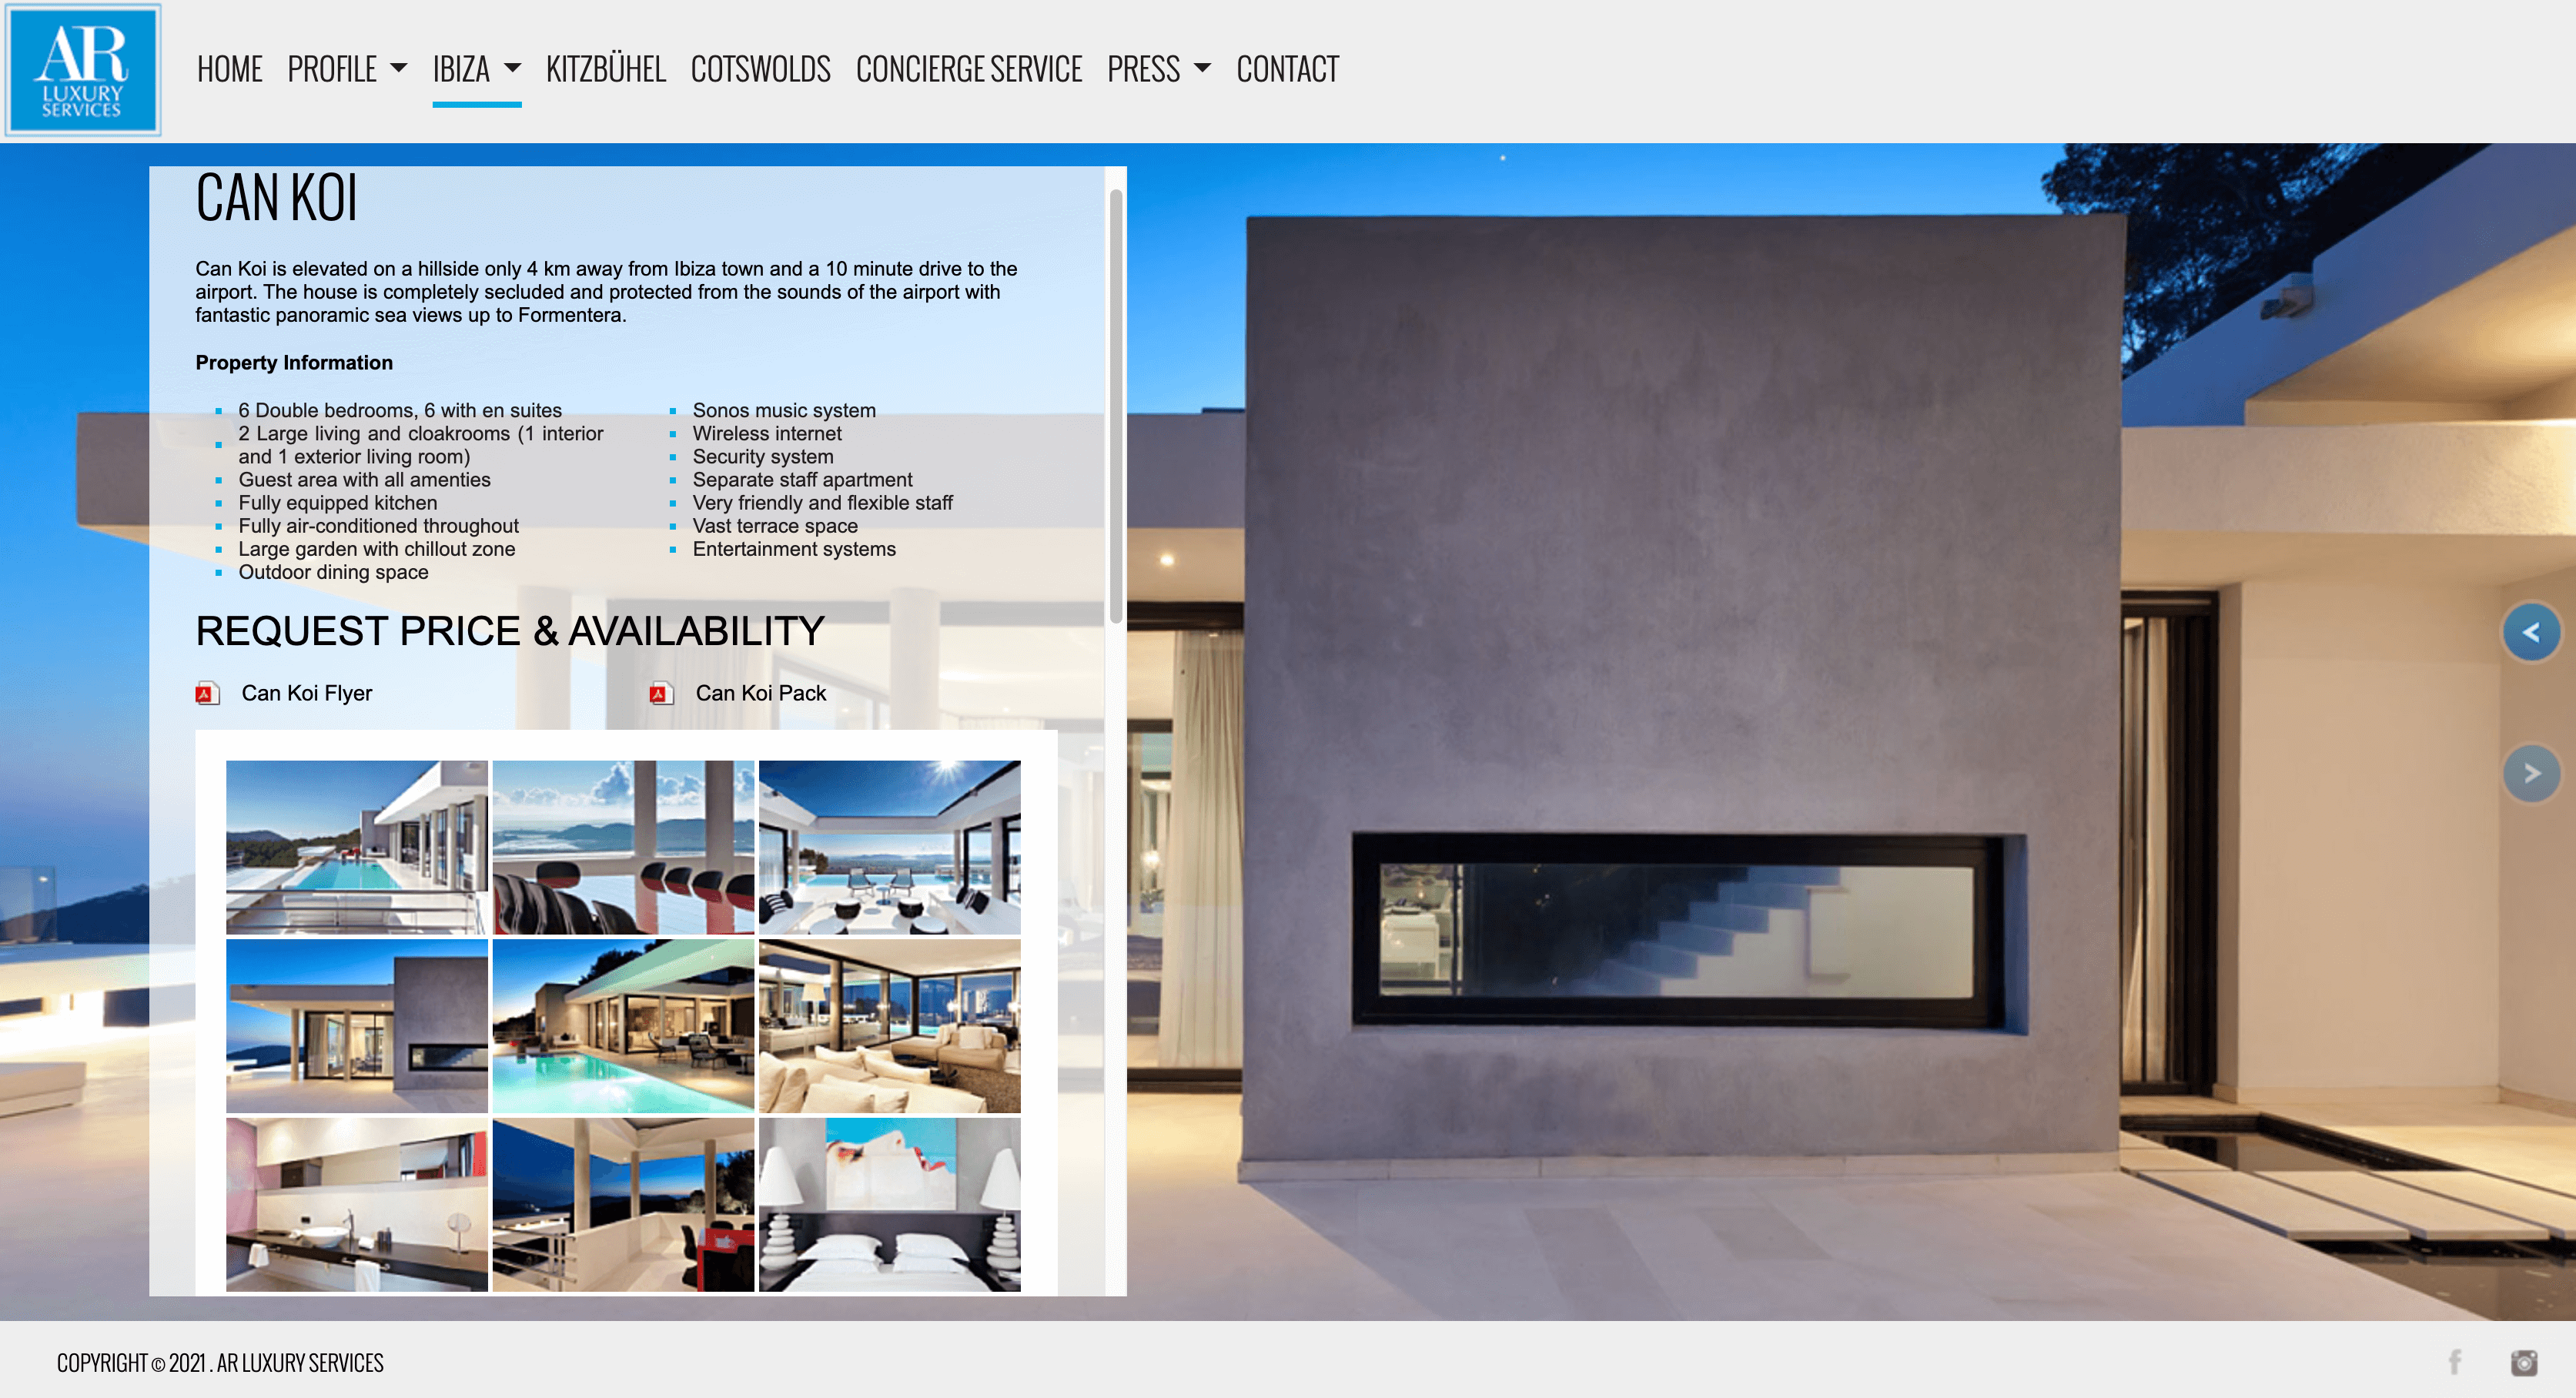 AR
LUXURY
SERVICES
HOME PROFILE IBIZA KITZBÜHEL COTSWOLDS CONCIERGE SERVICE PRESS CONTACT
CAN KOI
Can Koi is elevated on a hillside only 4 km away from Ibiza town and a 10 minute drive to the
airport. The house is completely secluded and protected from the sounds of the airport with
fantastic panoramic sea views up to Formentera.
Property Information
6 Double bedrooms, 6 with en suites
2 Large living and cloakrooms (1 interior
and 1 exterior living room)
Guest area with all amenties
Fully equipped kitchen
Fully air-conditioned throughout
Large garden with chillout zone
Outdoor dining space
Sonos music system
Wireless internet
Security system
Separate staff apartment
Very friendly and flexible staff
Vast terrace space
Entertainment systems
REQUEST PRICE & AVAILABILITY
Can Koi Flyer
Can Koi Pack
COPYRIGHT © 2021 . AR LUXURY SERVICES